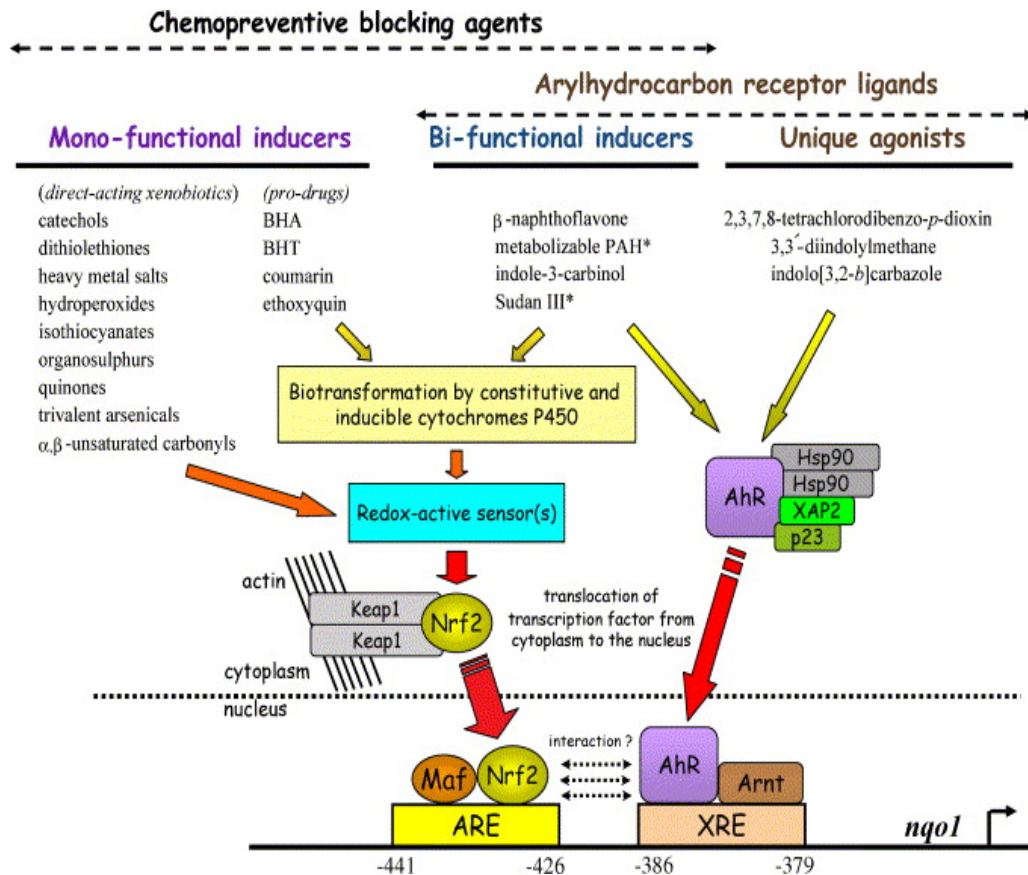 Chemopreventive blocking agents
Arylhydrocarbon receptor ligands
Mono-functional inducers
Bi-functional inducers
Unique agonists
(direct-acting xenobiotics)
catechols
dithiolethiones
heavy metal salts
hydroperoxides
isothiocyanates
organosulphurs
quinones
trivalent arsenicals
α,β-unsaturated carbonyls
(pro-drugs)
BHA
BHT
coumarin
ethoxyquin
β-naphthoflavone
metabolizable PAH*
indole-3-carbinol
Sudan III*
2,3,7,8-tetrachlorodibenzo-p-dioxin
3,3´-diindolylmethane
indolo[3,2-b]carbazole
Biotransformation by constitutive and
inducible cytochromes P450
Redox-active sensor(s)
AhR
Hsp90
Hsp90
XAP2
p23
actin
Keap1
Keap1
Nrf2
cytoplasm
nucleus
translocation of
transcription factor from
cytoplasm to the nucleus
interaction ?
Maf
Nrf2
AhR
Arnt
ARE
XRE
nqo1
-441
-426
-386
-379